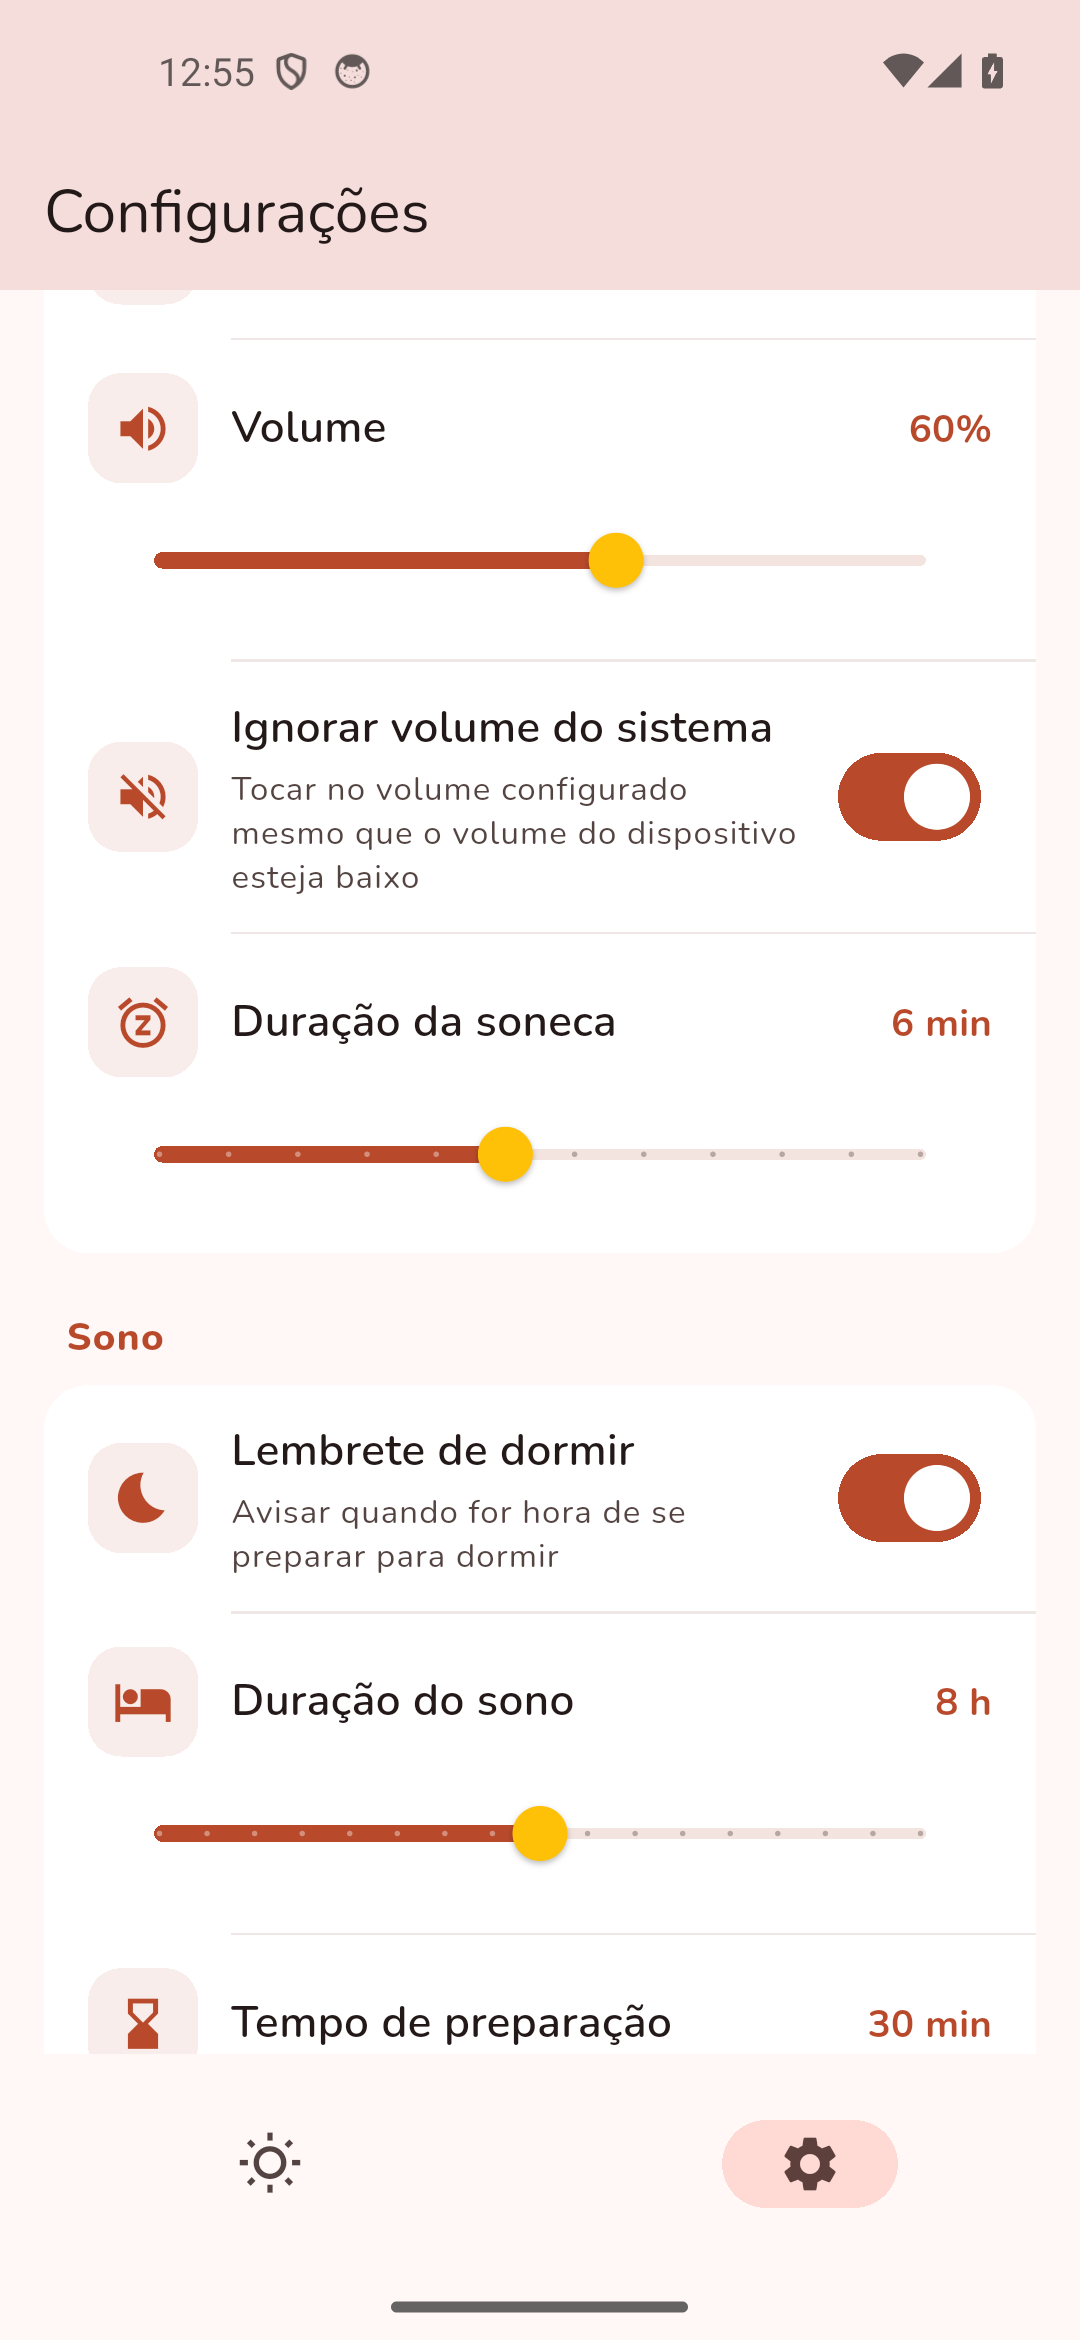 12:55
Configurações
Volume
60%
Ignorar volume do sistema
Tocar no volume configurado
mesmo que o volume do dispositivo
esteja baixo
Duração da soneca
6 min
Sono
Lembrete de dormir
Avisar quando for hora de se
preparar para dormir
Duração do sono
8 h
Tempo de preparação
30 min